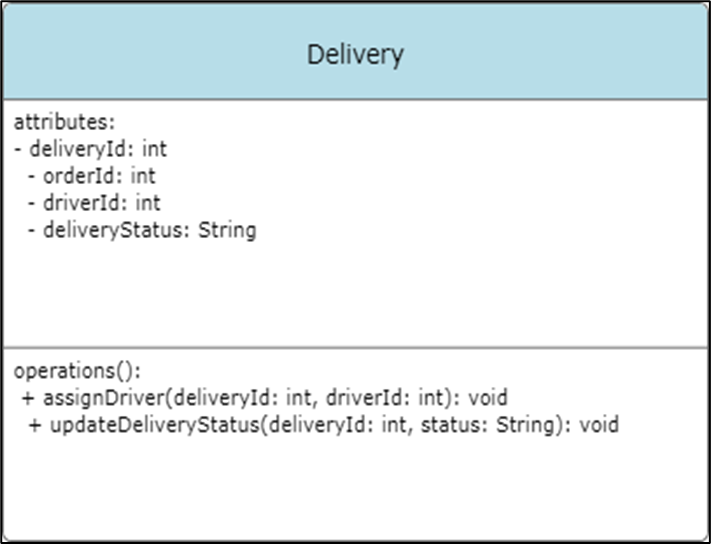 Delivery
attributes:
- deliveryId: int
- orderId: int
- driverId: int
- deliveryStatus: String
operations():
+ assignDriver(deliveryId: int, driverId: int): void
+ updateDeliveryStatus(deliveryId: int, status: String): void